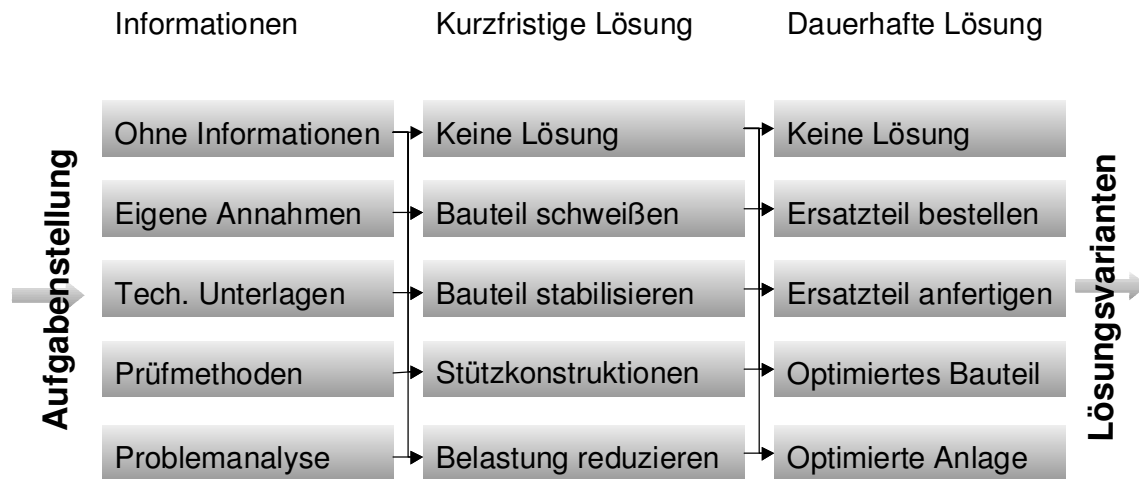 Informationen
Kurzfristige Lösung
Dauerhafte Lösung
Aufgabenstellung
Ohne Informationen
Keine Lösung
Keine Lösung
Eigene Annahmen
Bauteil schweißen
Ersatzteil bestellen
Tech. Unterlagen
Bauteil stabilisieren
Ersatzteil anfertigen
Prüfmethoden
Stützkonstruktionen
Optimiertes Bauteil
Problemanalyse
Belastung reduzieren
Optimierte Anlage
Lösungsvarianten